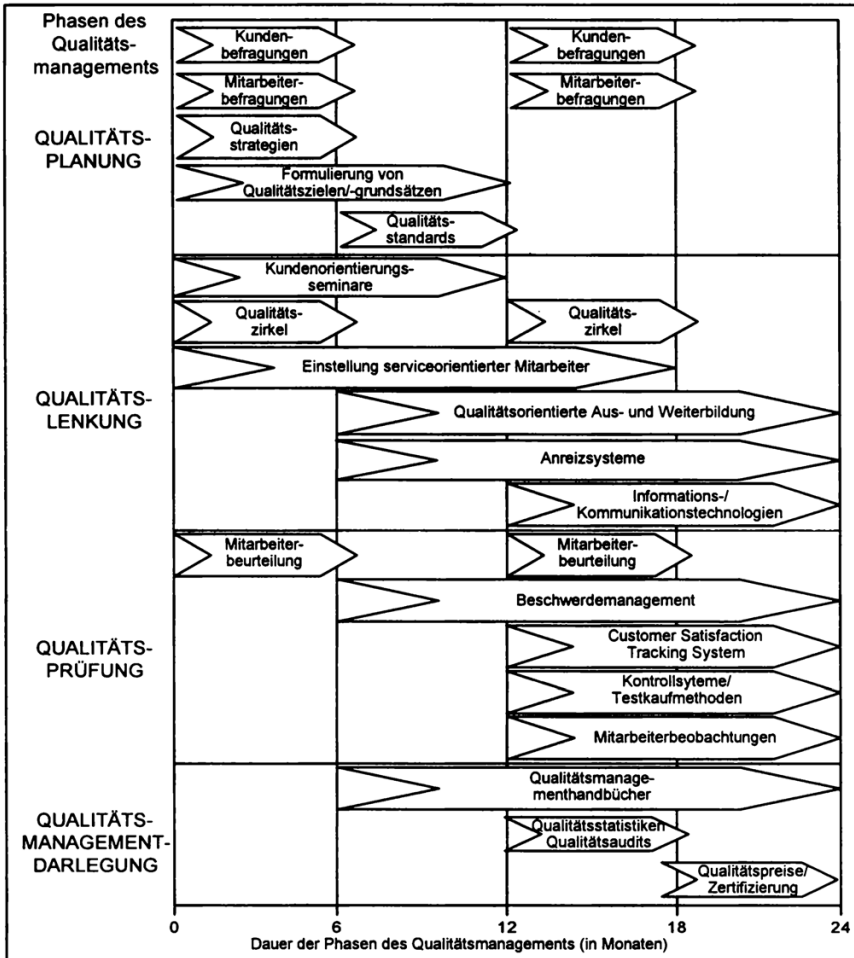 Phasen des
Qualitäts-
managements
Kunden-
befragungen
Kunden-
befragungen
Mitarbeiter-
befragungen
Mitarbeiter-
befragungen
QUALITÄTS-
PLANUNG
Qualitäts-
strategien
Formulierung von
Qualitätszielen/-grundsätzen
Qualitäts-
standards
Kundenorientierungs-
seminare
Qualitäts-
zirkel
Qualitäts-
zirkel
Einstellung serviceorientierter Mitarbeiter
QUALITÄTS-
LENKUNG
Qualitätsorientierte Aus- und Weiterbildung
Anreizsysteme
Informations-/
Kommunikationstechnologien
Mitarbeiter-
beurteilung
Mitarbeiter-
beurteilung
Beschwerdemanagement
QUALITÄTS-
PRÜFUNG
Customer Satisfaction
Tracking System
Kontrollsyteme/
Testkaufmethoden
Mitarbeiterbeobachtungen
Qualitätsmanage-
menthandbücher
QUALITÄTS-
MANAGEMENT-
DARLEGUNG
Qualitätsstatistiken
Qualitätsaudits
Qualitätspreise/
Zertifizierung
0 6 12 18 24
Dauer der Phasen des Qualitätsmanagements (in Monaten)